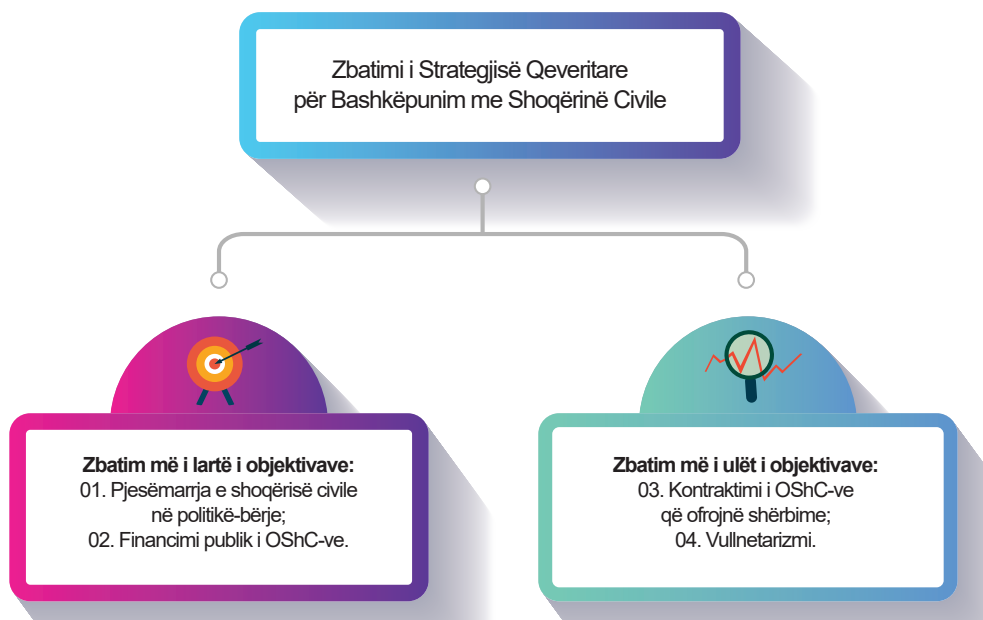 Zbatimi i Strategjisë Qeveritare
për Bashkëpunim me Shoqërinë Civile
Zbatim më i lartë i objektivave:
01. Pjesëmarrja e shoqërisë civile
në politikë-bërje;
02. Financimi publik i OShC-ve.
Zbatim më i ulët i objektivave:
03. Kontraktimi i OShC-ve
që ofrojnë shërbime;
04. Vullnetarizmi.